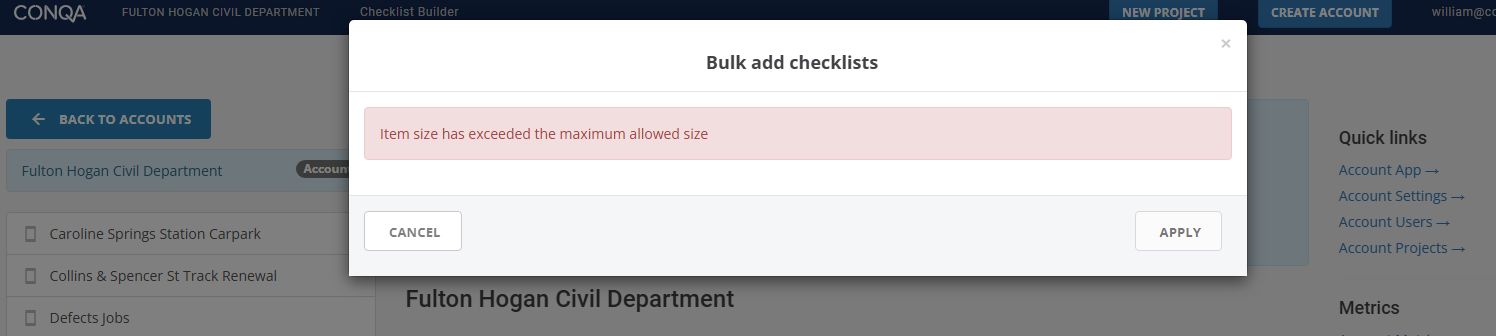 CONQA
FULTON HOGAN CIVIL DEPARTMENT
Checklist Builder
NEW PROJECT
CREATE ACCOUNT
Bulk add checklists
×
Item size has exceeded the maximum allowed size
CANCEL
APPLY
← BACK TO ACCOUNTS
Fulton Hogan Civil Department
Caroline Springs Station Carpark
Collins & Spencer St Track Renewal
Defects Jobs
Fulton Hogan Civil Department
Quick links
Account App →
Account Settings →
Account Users →
Account Projects →
Metrics